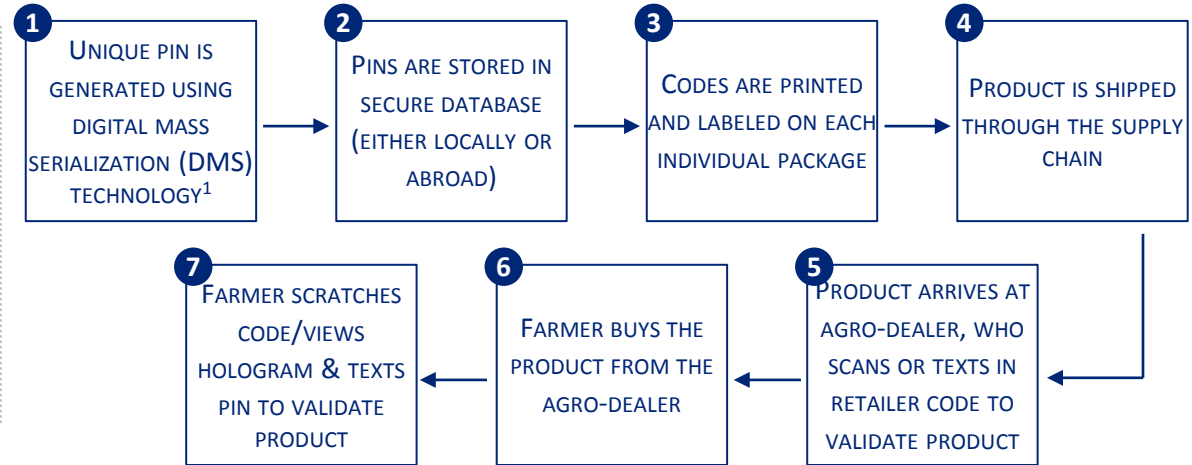 1
UNIQUE PIN IS
GENERATED USING
DIGITAL MASS
SERIALIZATION (DMS)
TECHNOLOGY1
2
PINS ARE STORED IN
SECURE DATABASE
(EITHER LOCALLY OR
ABROAD)
3
CODES ARE PRINTED
AND LABELED ON EACH
INDIVIDUAL PACKAGE
4
PRODUCT IS SHIPPED
THROUGH THE SUPPLY
CHAIN
5
PRODUCT ARRIVES AT
AGRO-DEALER, WHO
SCANS OR TEXTS IN
RETAILER CODE TO
VALIDATE PRODUCT
6
FARMER BUYS THE
PRODUCT FROM THE
AGRO-DEALER
7
FARMER SCRATCHES
CODE/VIEWS
HOLOGRAM & TEXTS
PIN TO VALIDATE
PRODUCT